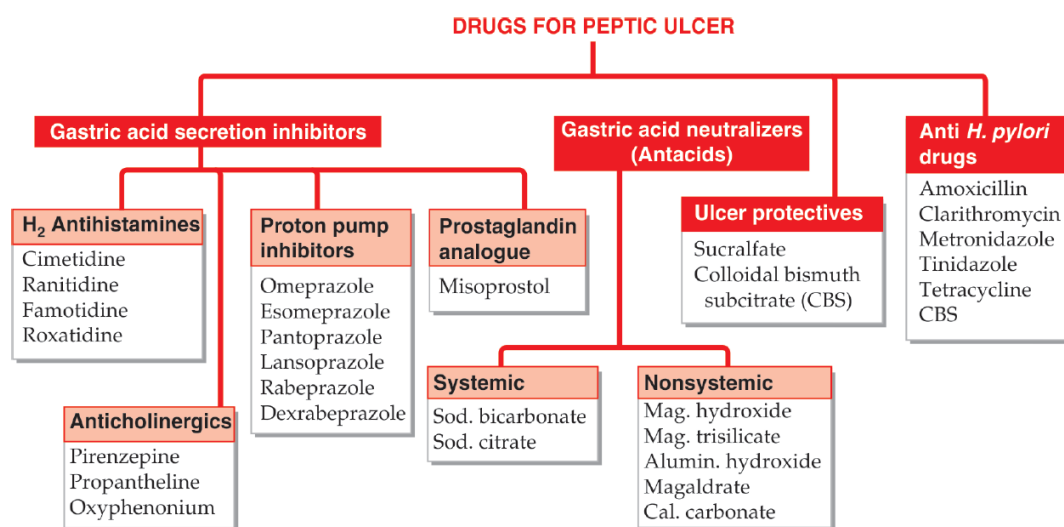 DRUGS FOR PEPTIC ULCER
Gastric acid secretion inhibitors
H₂ Antihistamines
Cimetidine
Ranitidine
Famotidine
Roxatidine
Anticholinergics
Pirenzepine
Propantheline
Oxyphenonium
Proton pump
inhibitors
Omeprazole
Esomeprazole
Pantoprazole
Lansoprazole
Rabeprazole
Dexrabeprazole
Prostaglandin
analogue
Misoprostol
Gastric acid neutralizers
(Antacids)
Systemic
Sod. bicarbonate
Sod. citrate
Nonsystemic
Mag. hydroxide
Mag. trisilicate
Alumin. hydroxide
Magaldrate
Cal. carbonate
Ulcer protectives
Sucralfate
Colloidal bismuth
subcitrate (CBS)
Anti H. pylori
drugs
Amoxicillin
Clarithromycin
Metronidazole
Tinidazole
Tetracycline
CBS